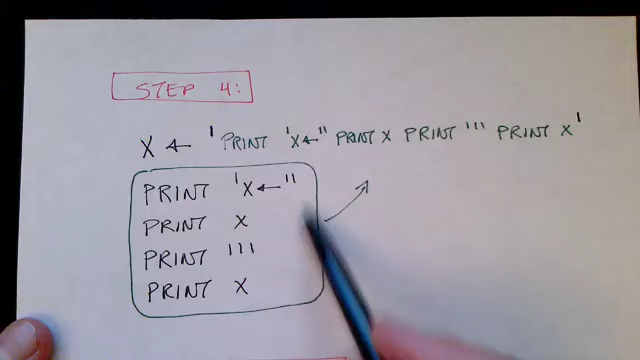 STEP 4:
X ← ' PRINT 'X←'' PRINT X PRINT ''' PRINT X'
PRINT 'X←''
PRINT X
PRINT '''
PRINT X